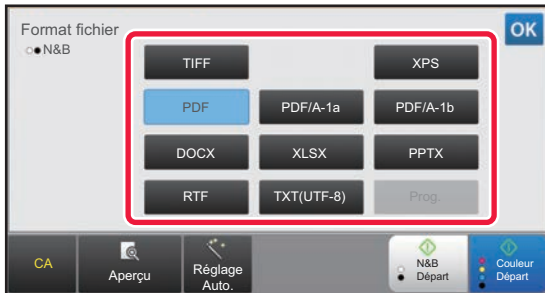 Format fichier
N&B
OK
TIFF
XPS
PDF
PDF/A-1a
PDF/A-1b
DOCX
XLSX
PPTX
RTF
TXT(UTF-8)
Prog.
CA
Aperçu
Réglage
Auto.
N&B
Départ
Couleur
Départ